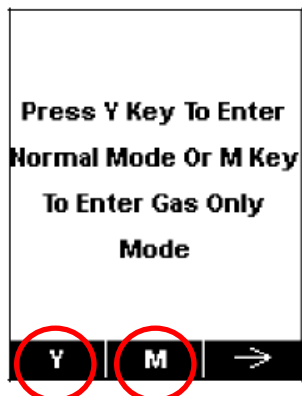 Press Y Key To Enter
Normal Mode Or M Key
To Enter Gas Only
Mode
Y M →